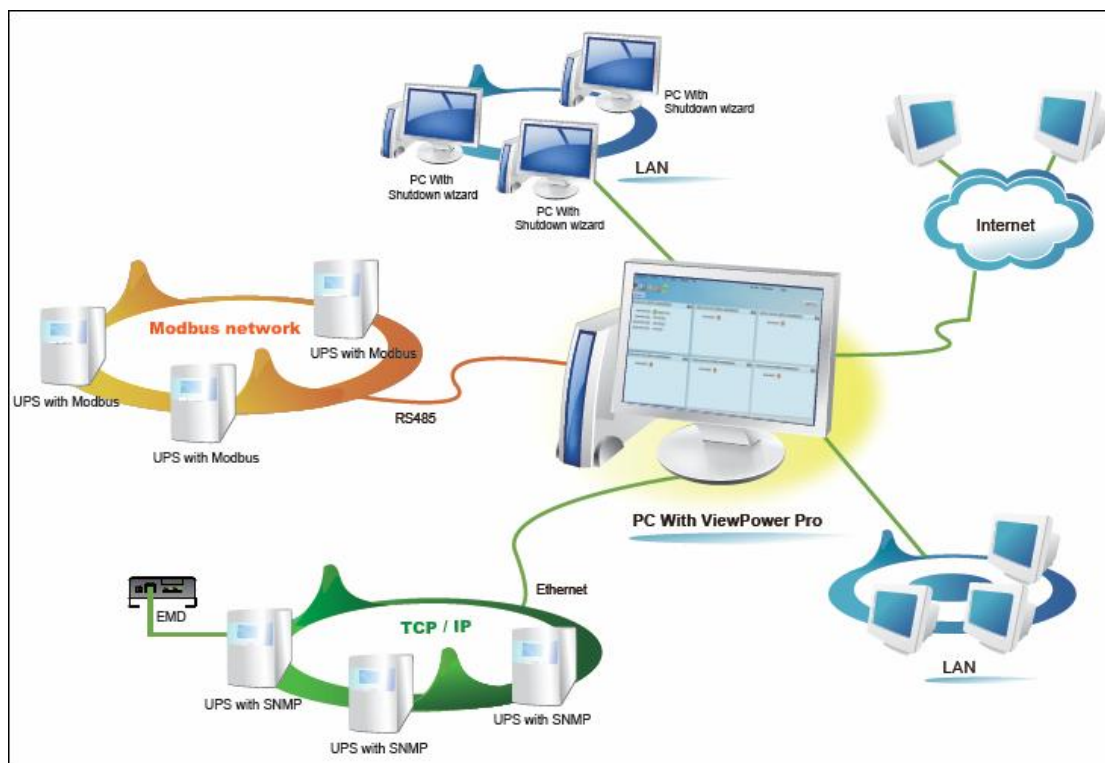 PC With
Shutdown wizard
LAN
PC With
Shutdown wizard
PC With
Shutdown wizard
Internet
Modbus network
UPS with Modbus
UPS with Modbus
RS485
UPS with Modbus
PC With ViewPower Pro
Ethernet
EMD
TCP / IP
LAN
UPS with SNMP
UPS with SNMP
UPS with SNMP